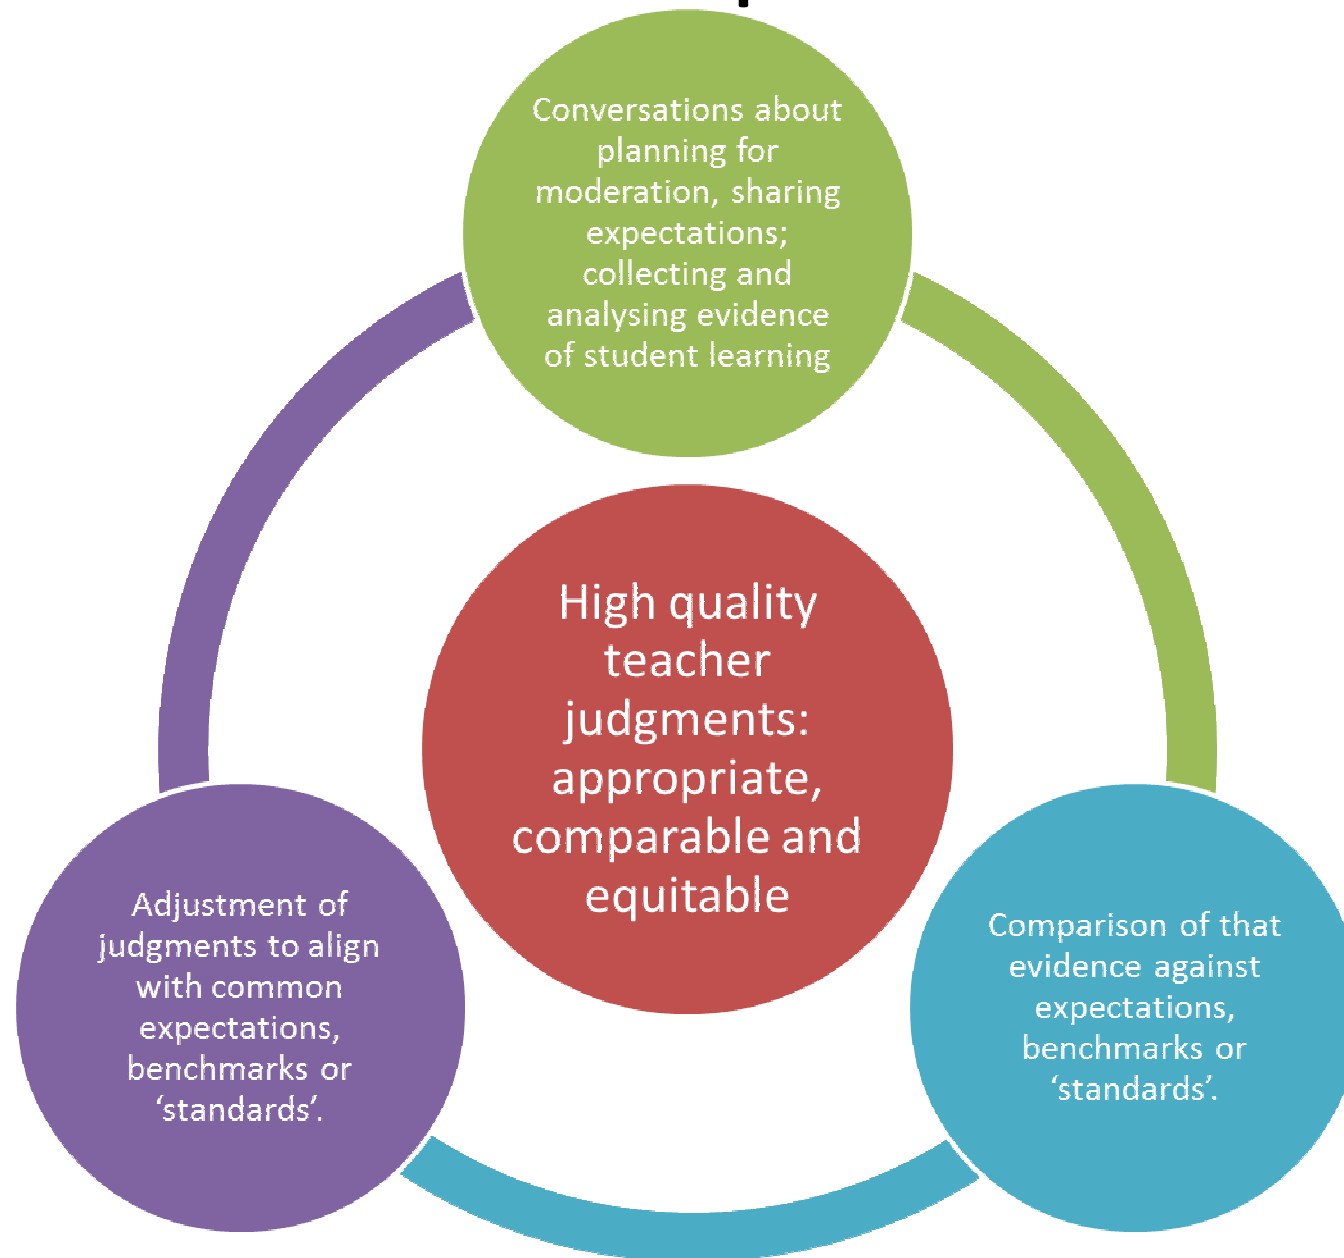 Conversations about
planning for
moderation, sharing
expectations;
collecting and
analysing evidence
of student learning
High quality
teacher
judgments:
appropriate,
comparable and
equitable
Adjustment of
judgments to align
with common
expectations,
benchmarks or
‘standards’.
Comparison of that
evidence against
expectations,
benchmarks or
‘standards’.